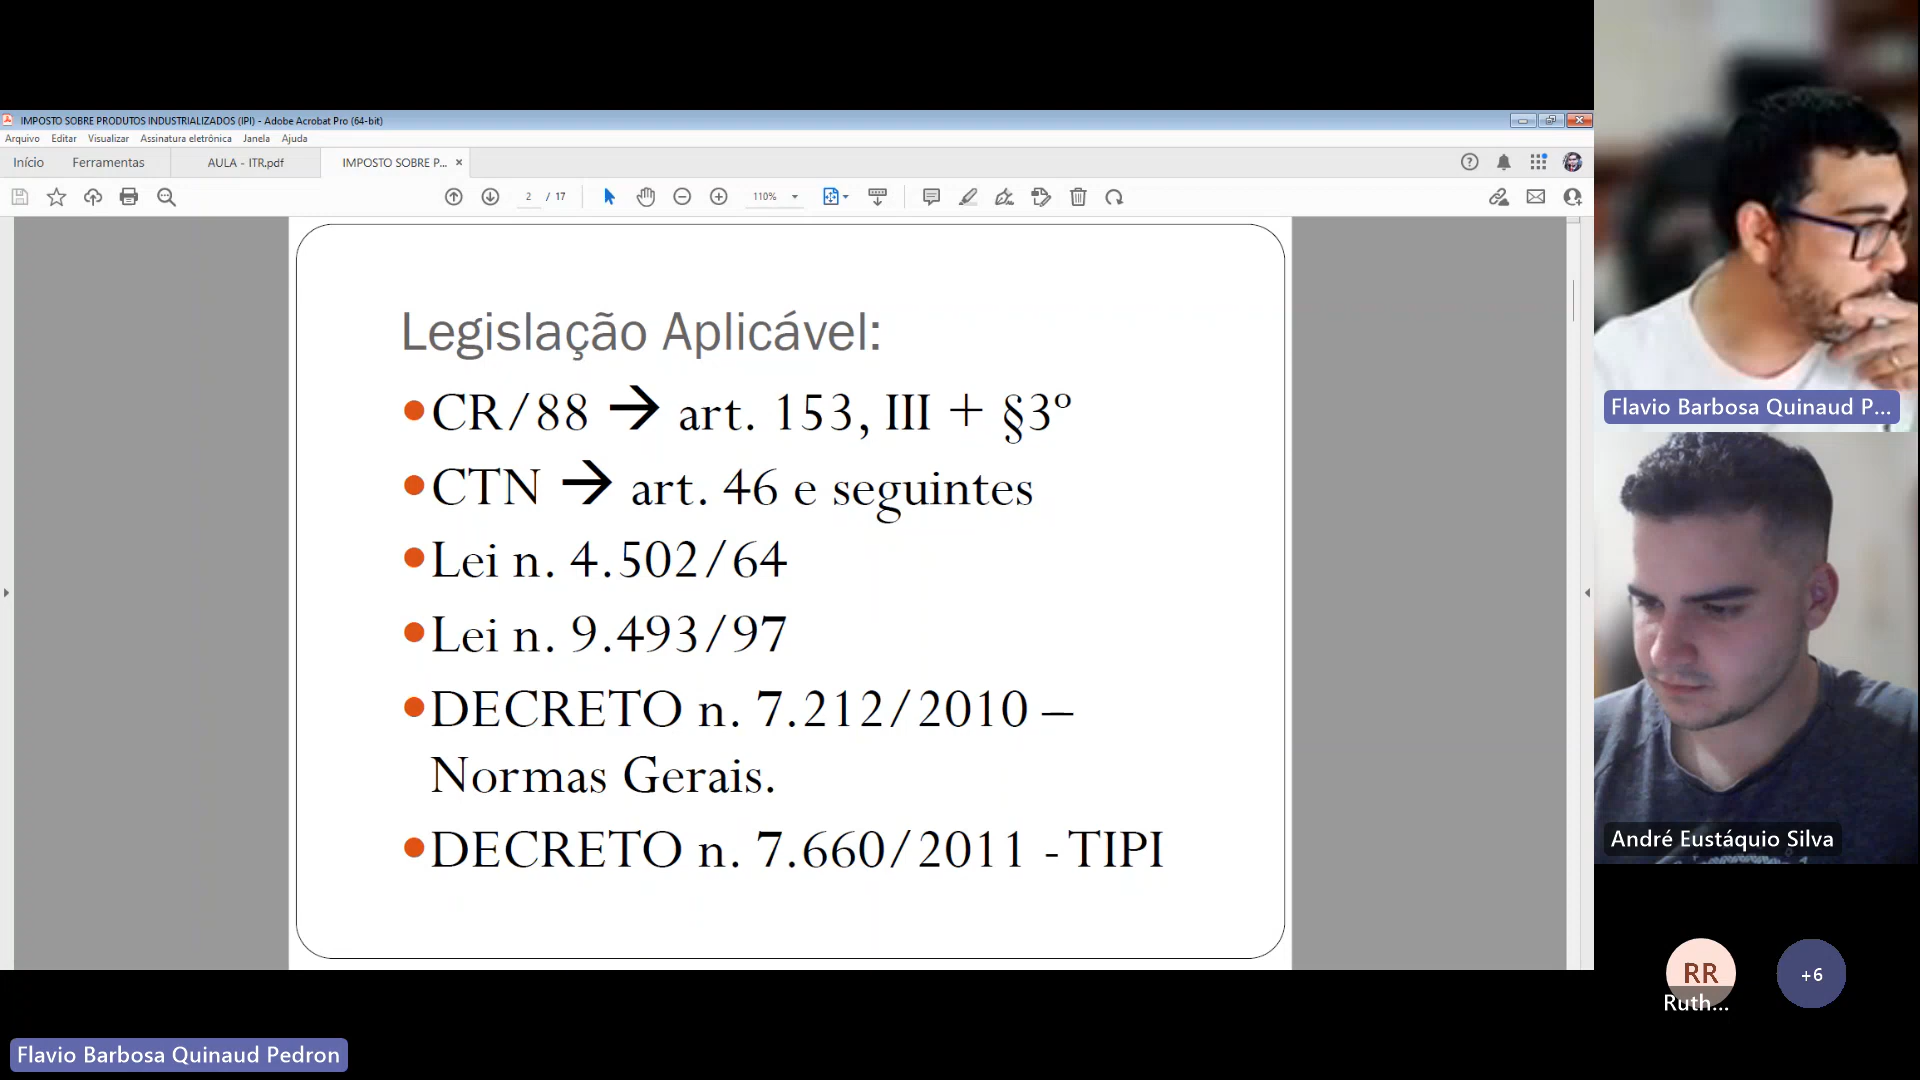 IMPOSTO SOBRE PRODUTOS INDUSTRIALIZADOS (IPI) - Adobe Acrobat Pro (64-bit)
Arquivo Editar Visualizar Assinatura eletrônica Janela Ajuda
Início Ferramentas AULA - ITR.pdf IMPOSTO SOBRE P... ×
2 / 17 110%
Legislação Aplicável:
•CR/88 → art. 153, III + §3º
•CTN → art. 46 e seguintes
•Lei n. 4.502/64
•Lei n. 9.493/97
•DECRETO n. 7.212/2010 –
Normas Gerais.
•DECRETO n. 7.660/2011 - TIPI
Flavio Barbosa Quinaud P...
André Eustáquio Silva
RR
Ruth...
+6
Flavio Barbosa Quinaud Pedron